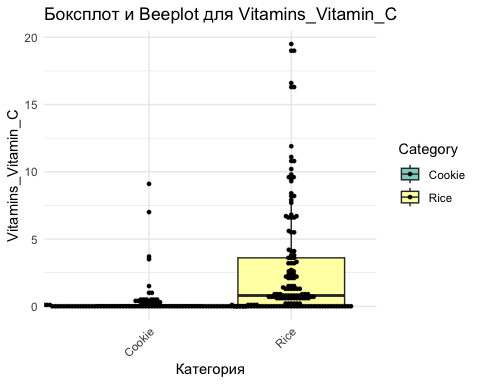 Боксплот и Beeplot для Vitamins_Vitamin_C
Vitamins_Vitamin_C
20
15
10
5
0
Cookie
Rice
Категория
Category
Cookie
Rice